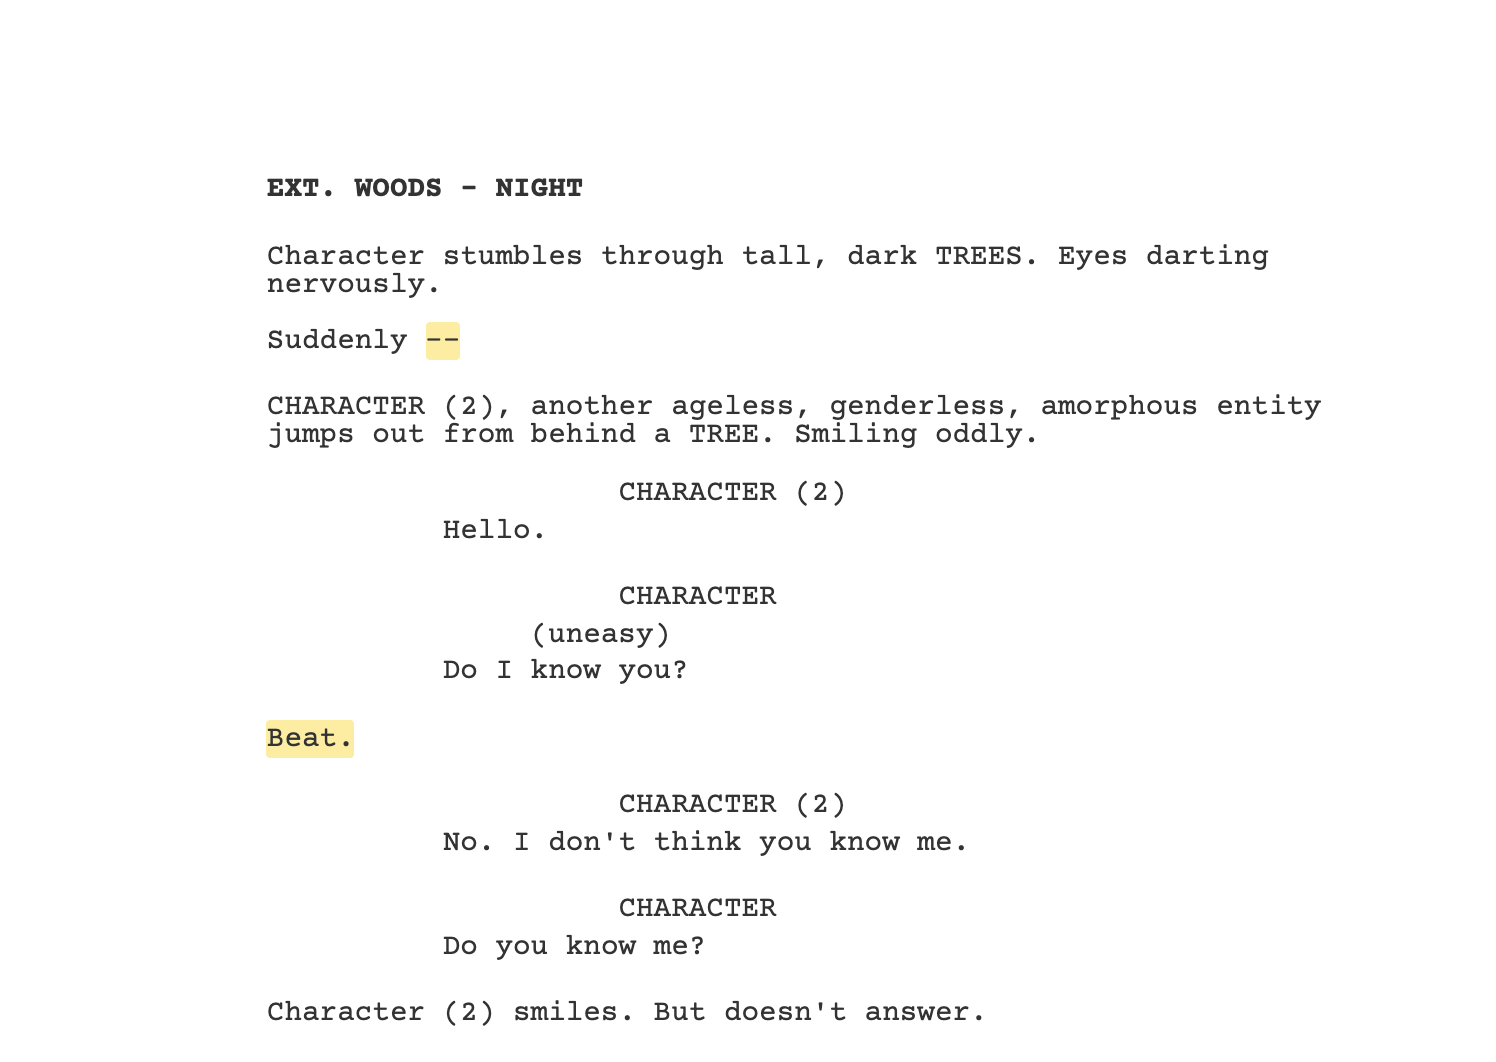 EXT. WOODS - NIGHT
Character stumbles through tall, dark TREES. Eyes darting
nervously.
Suddenly --
CHARACTER (2), another ageless, genderless, amorphous entity
jumps out from behind a TREE. Smiling oddly.
CHARACTER (2)
Hello.
CHARACTER
(uneasy)
Do I know you?
Beat.
CHARACTER (2)
No. I don't think you know me.
CHARACTER
Do you know me?
Character (2) smiles. But doesn't answer.